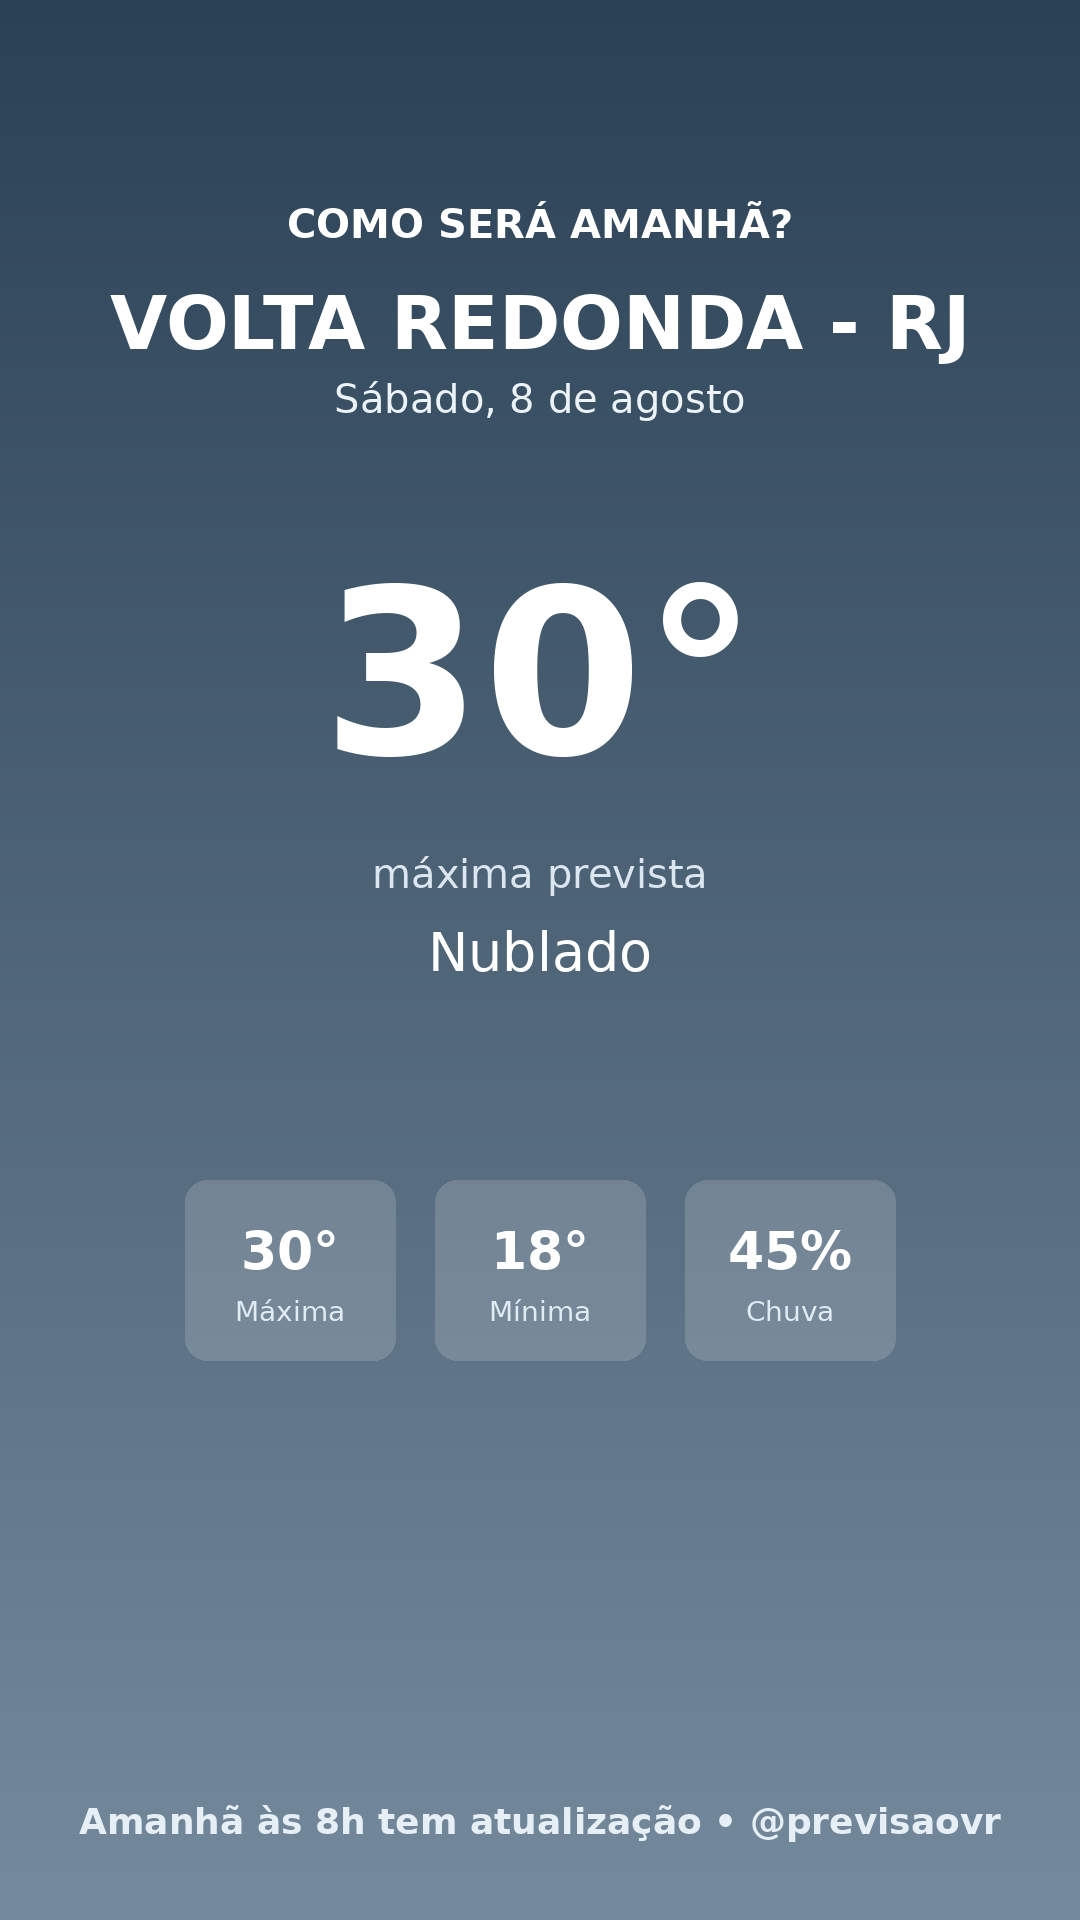 COMO SERÁ AMANHÃ?
VOLTA REDONDA - RJ
Sábado, 8 de agosto
30°
máxima prevista
Nublado
30° 18° 45%
Máxima Mínima Chuva
Amanhã às 8h tem atualização • @previsaovr